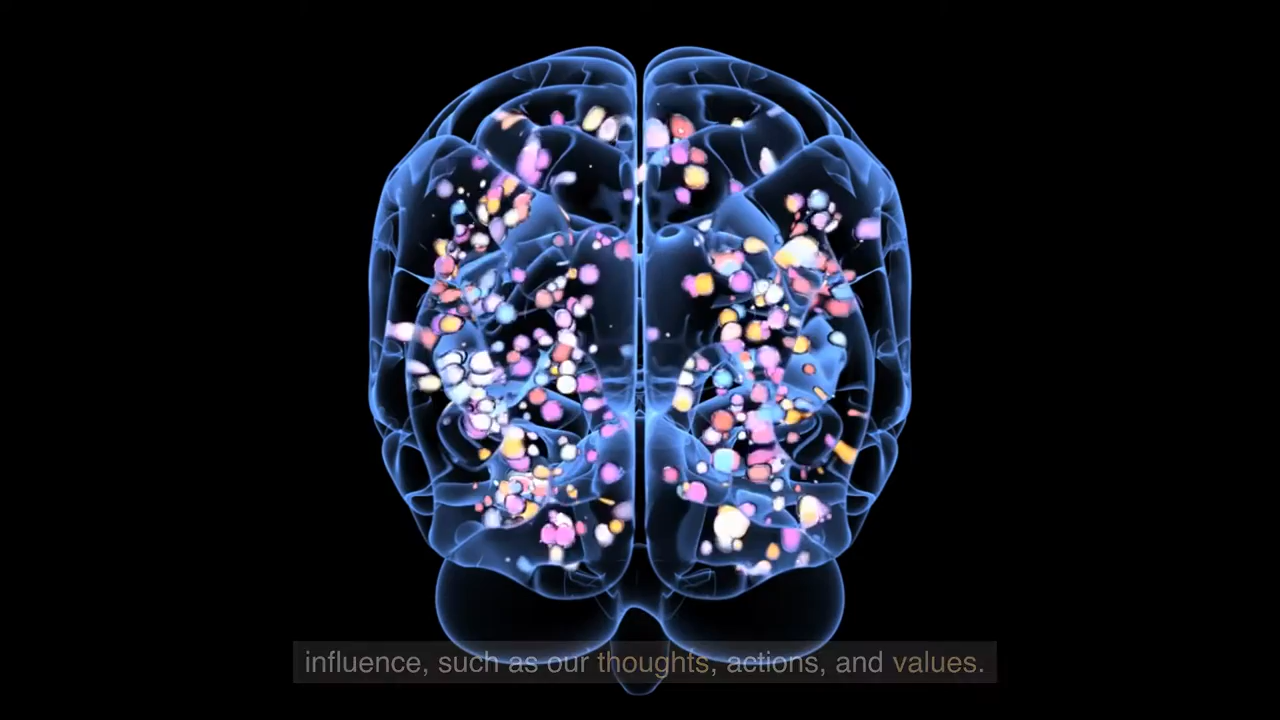 influence, such as our thoughts, actions, and values.